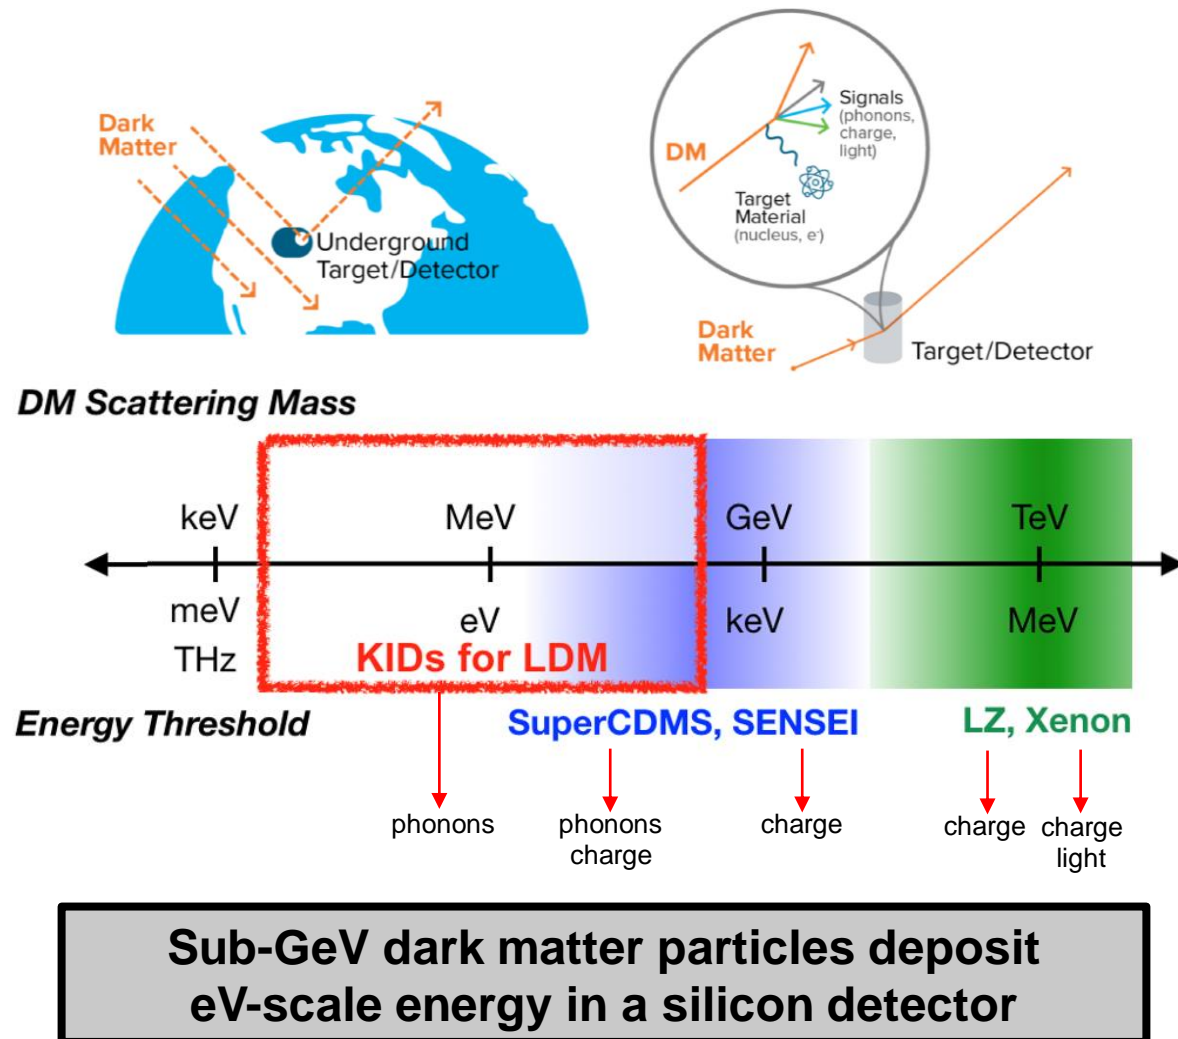 Dark
Matter
Underground
Target/Detector
DM
Signals
(phonons,
charge,
light)
Target
Material
(nucleus, e-)
Dark
Matter
Target/Detector
DM Scattering Mass
keV MeV GeV TeV
meV eV keV MeV
THz
KIDs for LDM
Energy Threshold
SuperCDMS, SENSEI
LZ, Xenon
phonons
phonons
charge
charge
charge
charge
light
Sub-GeV dark matter particles deposit
eV-scale energy in a silicon detector